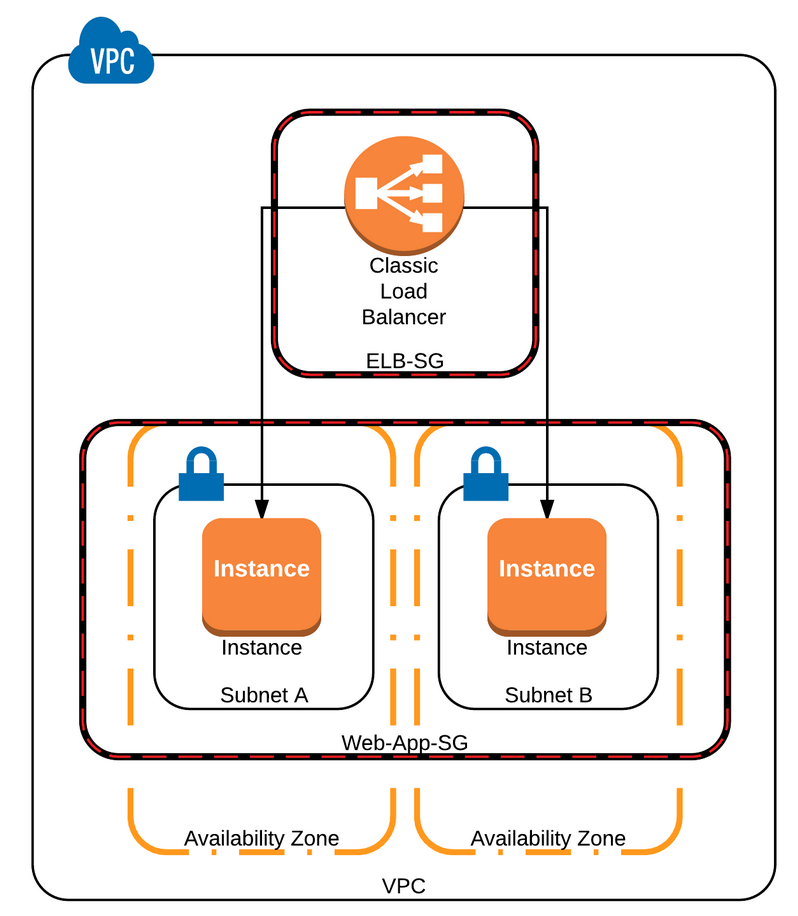 VPC
Classic
Load
Balancer
ELB-SG
Instance
Instance
Instance
Instance
Subnet A
Subnet B
Web-App-SG
Availability Zone
Availability Zone
VPC